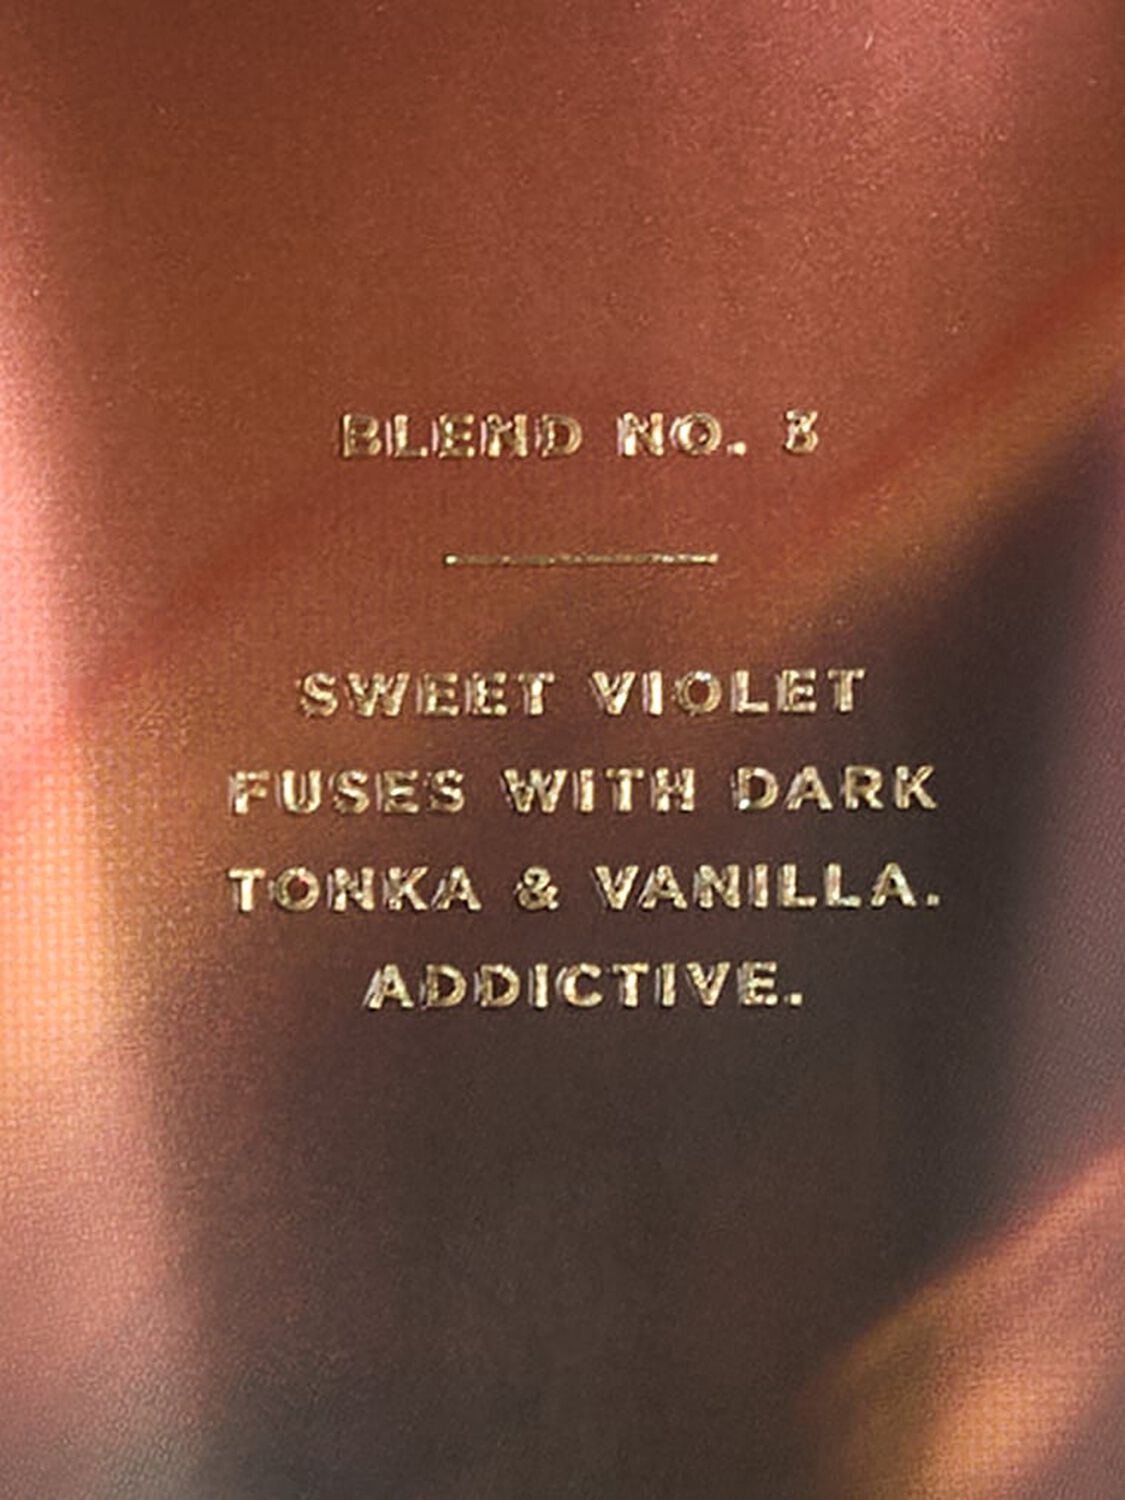 BLEND NO. 3
SWEET VIOLET
FUSES WITH DARK
TONKA & VANILLA.
ADDICTIVE.